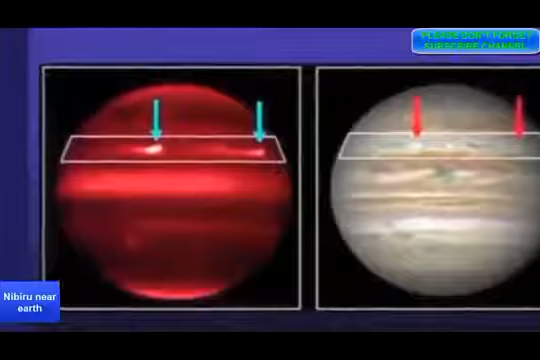 PLEASE DON'T FORGET
SUBSCRIBE CHANNEL
Nibiru near
earth